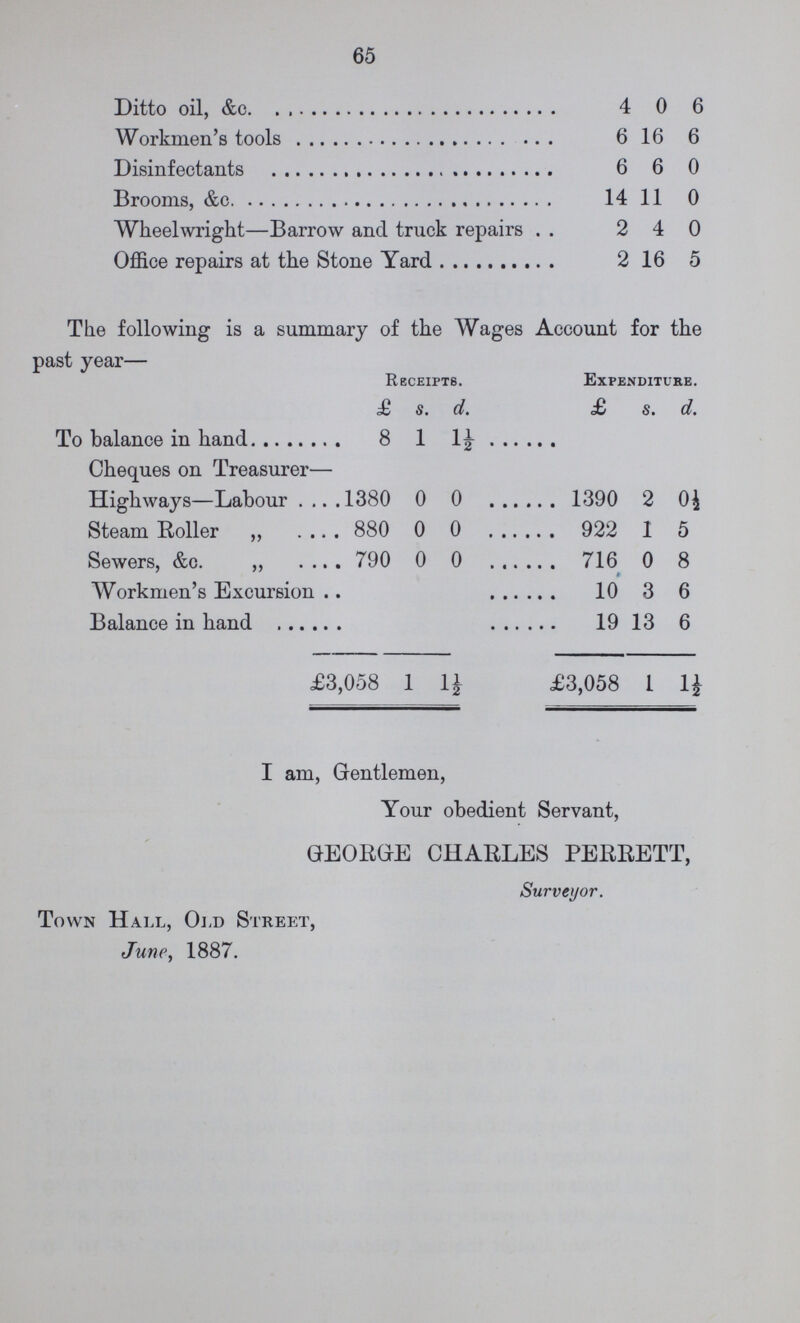 65
Ditto oil, &c. .......................... 4 0 6
Workmen's tools ....................... 6 16 6
Disinfectants ......................... 6 6 0
Brooms, &c. ........................... 14 11 0
Wheelwright—Barrow and truck repairs .. 2 4 0
Office repairs at the Stone Yard .......... 2 16 5
The following is a summary of the Wages Account for the
past year—
Receipts. Expenditure.
£ s. d. £ s. d.
To balance in hand........ 8 1 1½ ......
Cheques on Treasurer—
Highways—Labour ....1380 0 0 ...... 1390 2 0½
Steam Roller „ .... 880 0 0 ...... 922 1 5
Sewers, &c. „ .... 790 0 0 ...... 716 0 8
Workmen's Excursion .. ...... 10 3 6
Balance in hand ...... ...... 19 13 6
£3,058 1 1½ £3,058 1 1½
I am, Gentlemen,
Your obedient Servant,
GEORGE CHARLES PERRETT,
Surveyor.
Town Hall, Old Street,
June, 1887.